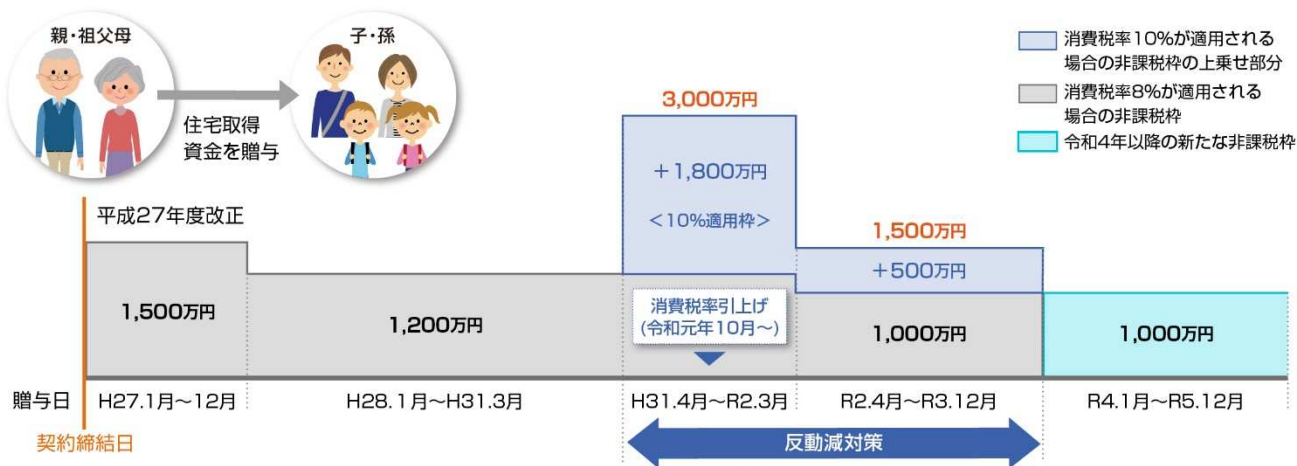 親・祖父母
子・孫
住宅取得
資金を贈与
消費税率10%が適用される
場合の非課税枠の上乗せ部分
消費税率8%が適用される
場合の非課税枠
令和4年以降の新たな非課税枠
平成27年度改正
3,000万円
+1,800万円
<10%適用枠>
1,500万円
+500万円
1,500万円
1,200万円
消費税率引上げ
(令和元年10月~)
1,000万円
1,000万円
贈与日
H27.1月~12月
H28.1月~H31.3月
H31.4月~R2.3月
R2.4月~R3.12月
R4.1月~R5.12月
契約締結日
反動減対策